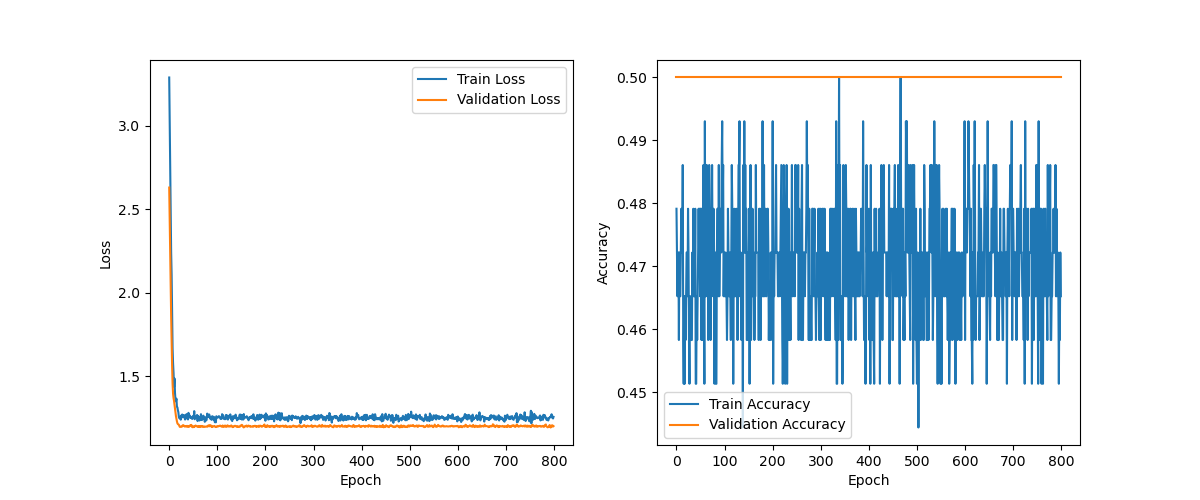 Train Loss
Validation Loss
3.0
2.5
2.0
1.5
Loss
0 100 200 300 400 500 600 700 800
Epoch
0.50
0.49
0.48
0.47
0.46
0.45
Accuracy
Train Accuracy
Validation Accuracy
0 100 200 300 400 500 600 700 800
Epoch